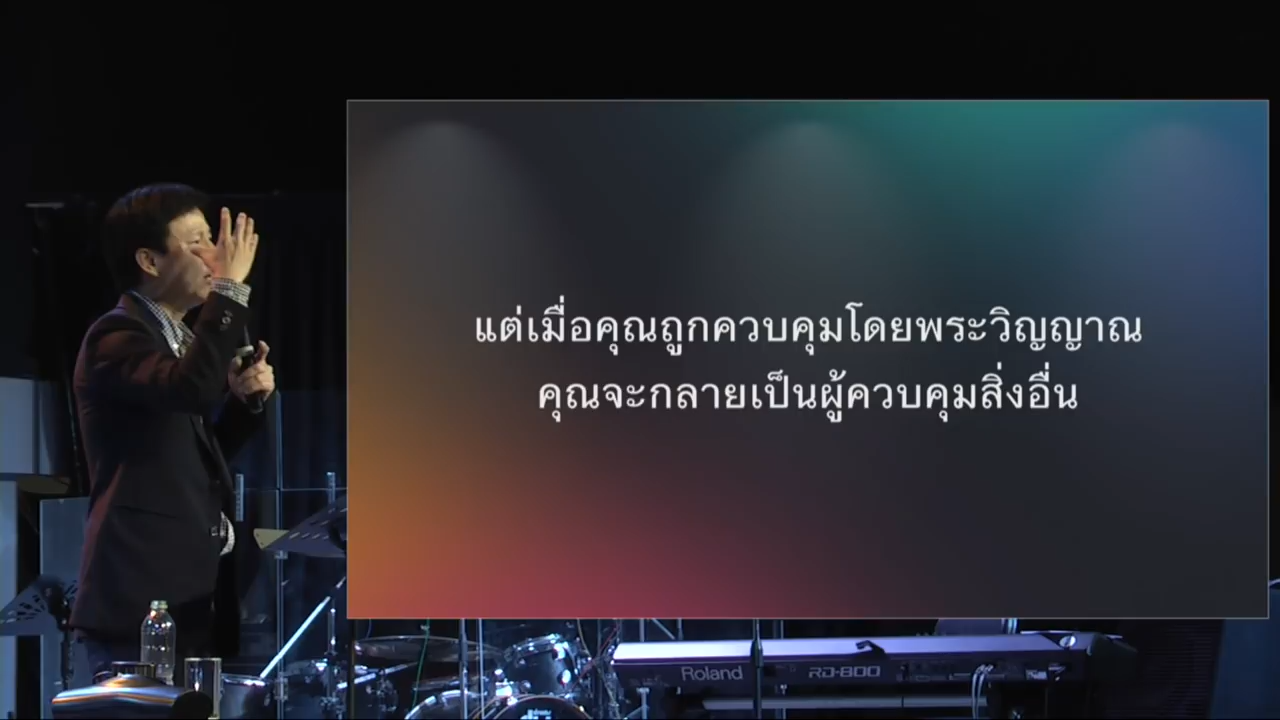 แต่เมื่อคุณถูกควบคุมโดยพระวิญญาณ
คุณจะกลายเป็นผู้ควบคุมสิ่งอื่น
Roland
RD-800